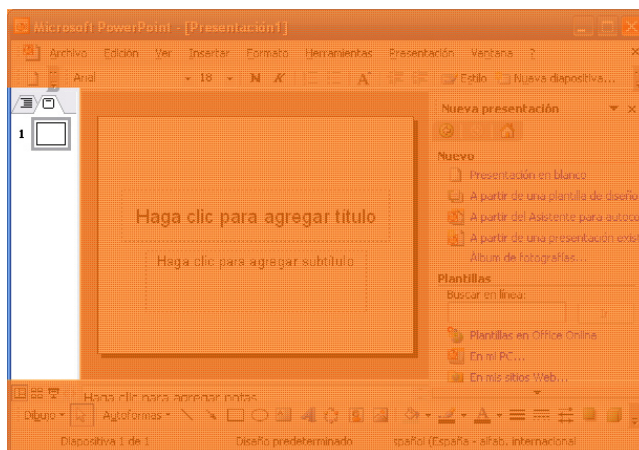 Microsoft PowerPoint - [Presentación1]
Archivo Edición Ver Insertar Formato Herramientas Presentación Ventana ?
Arial 18 N K Estilo Nueva diapositiva...
Nueva presentación
1
Nuevo
Presentación en blanco
A partir de una plantilla de diseño
A partir del Asistente para autoco
A partir de una presentación exist
Álbum de fotografías...
Haga clic para agregar título
Haga clic para agregar subtítulo
Plantillas
Buscar en línea:
Plantillas en Office Online
En mi PC...
En mis sitios Web...
Haga clic para agregar notas
Dibujo Autoformas
Diapositiva 1 de 1 Diseño predeterminado spañol (España - alfab. internacional